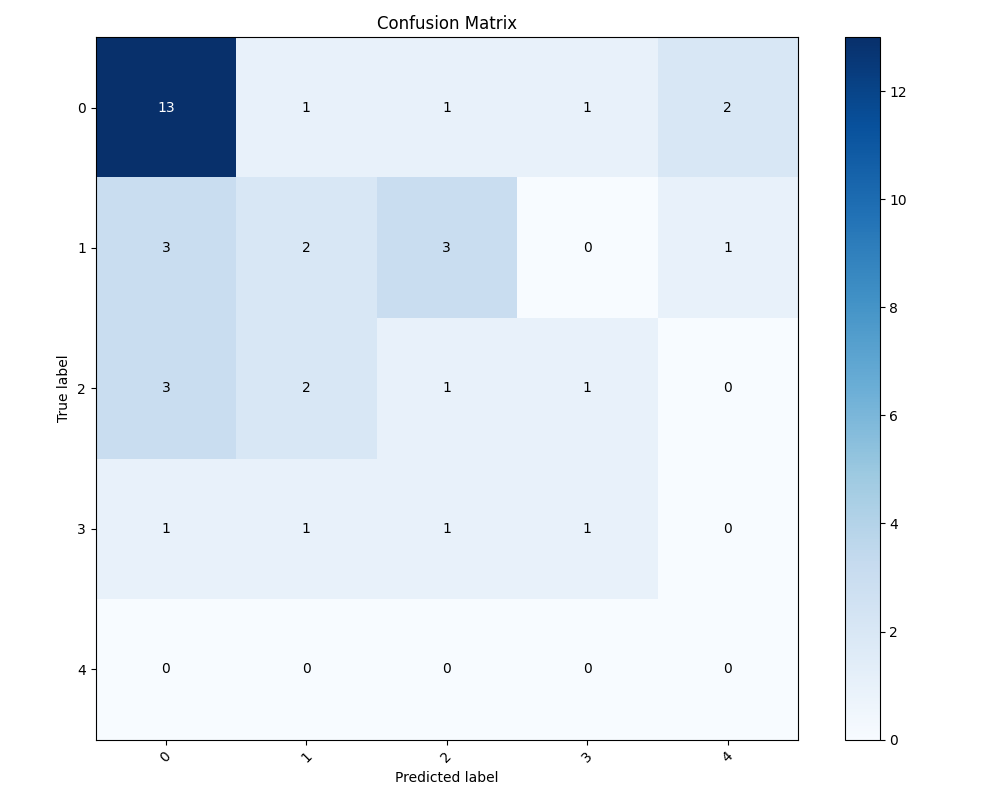 Confusion Matrix
0 13 1 1 1 2
1 3 2 3 0 1
2 3 2 1 1 0
3 1 1 1 1 0
4 0 0 0 0 0
0 1 2 3 4
Predicted label
True label
12
10
8
6
4
2
0